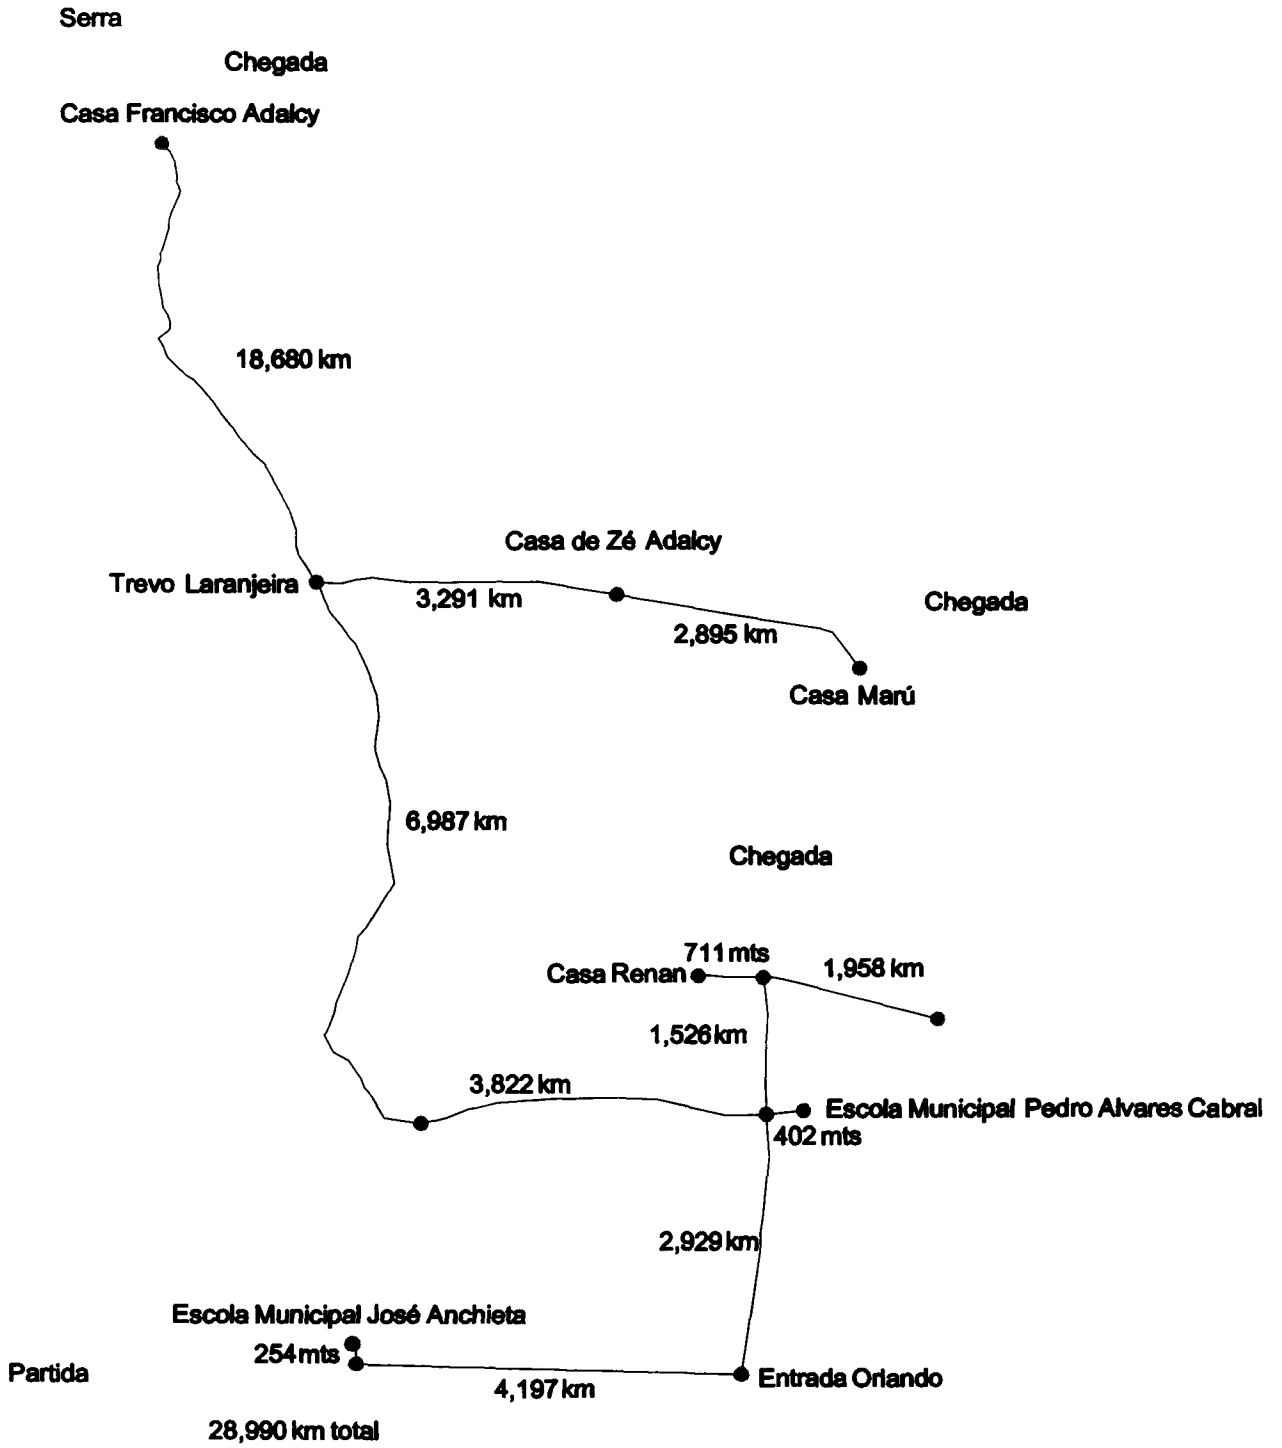 Serra
Chegada
Casa Francisco Adalcy
18,680 km
Casa de Zé Adalcy
Trevo Laranjeira
3,291 km
Chegada
2,895 km
Casa Marú
6,987 km
Chegada
711 mts
Casa Renan
1,958 km
1,526 km
3,822 km
Escola Municipal Pedro Alvares Cabral
402 mts
2,929 km
Escola Municipal José Anchieta
254 mts
Partida
Entrada Orlando
4,197 km
28,990 km total